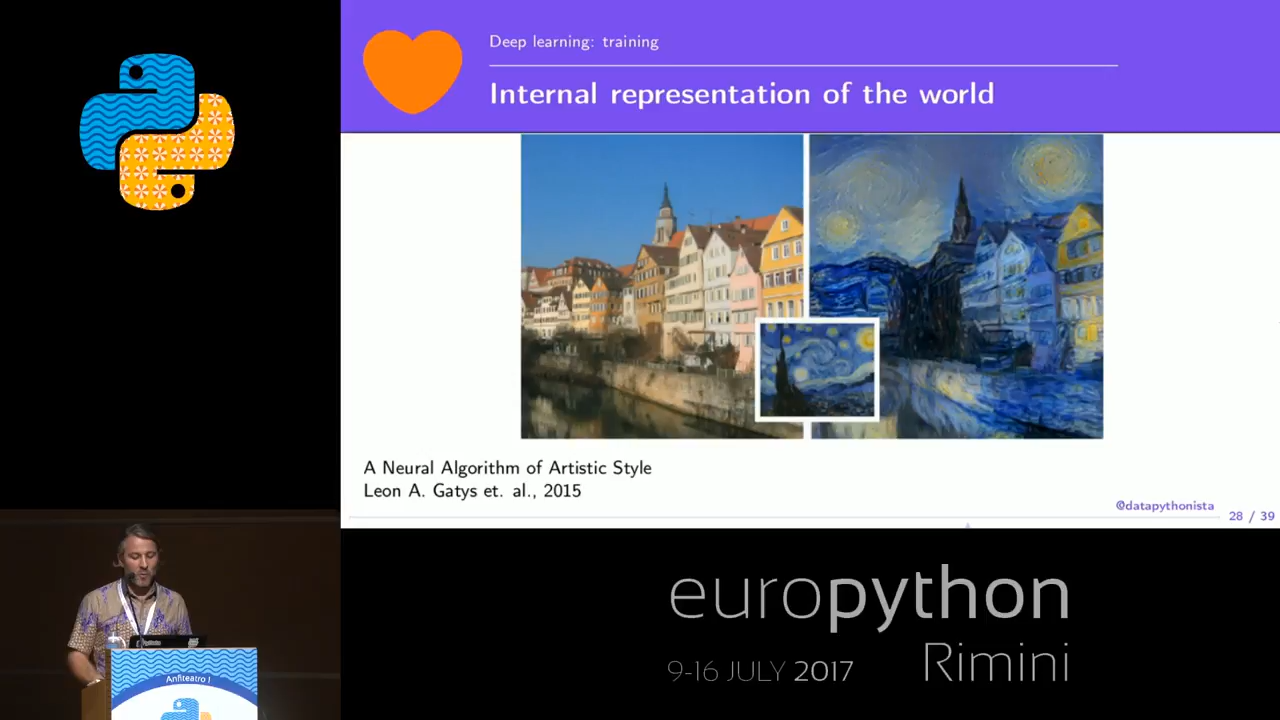 Deep learning: training
Internal representation of the world
A Neural Algorithm of Artistic Style
Leon A. Gatys et. al., 2015
@datapythonista
28 / 39
Anfiteatro 1
europython
9-16 JULY 2017
Rimini